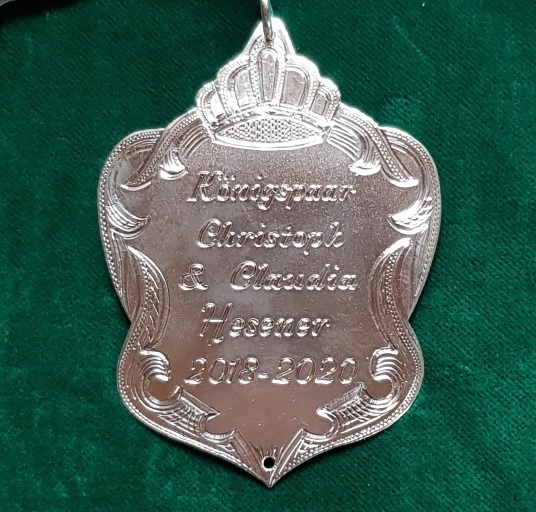 Königspaar
Christoph
& Claudia
Hesener
2018-2020